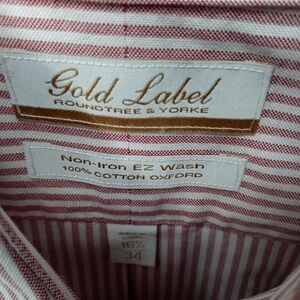 Gold Label
ROUNDTREE & YORKE
Non-Iron EZ Wash
100% COTTON OXFORD
16½
34